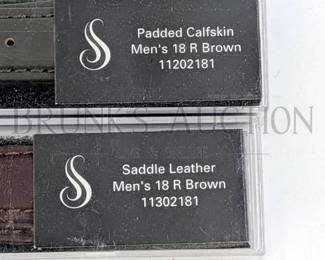 Padded Calfskin
Men's 18 R Brown
11202181
BRUNK'S AUCTION
Saddle Leather
Men's 18 R Brown
11302181